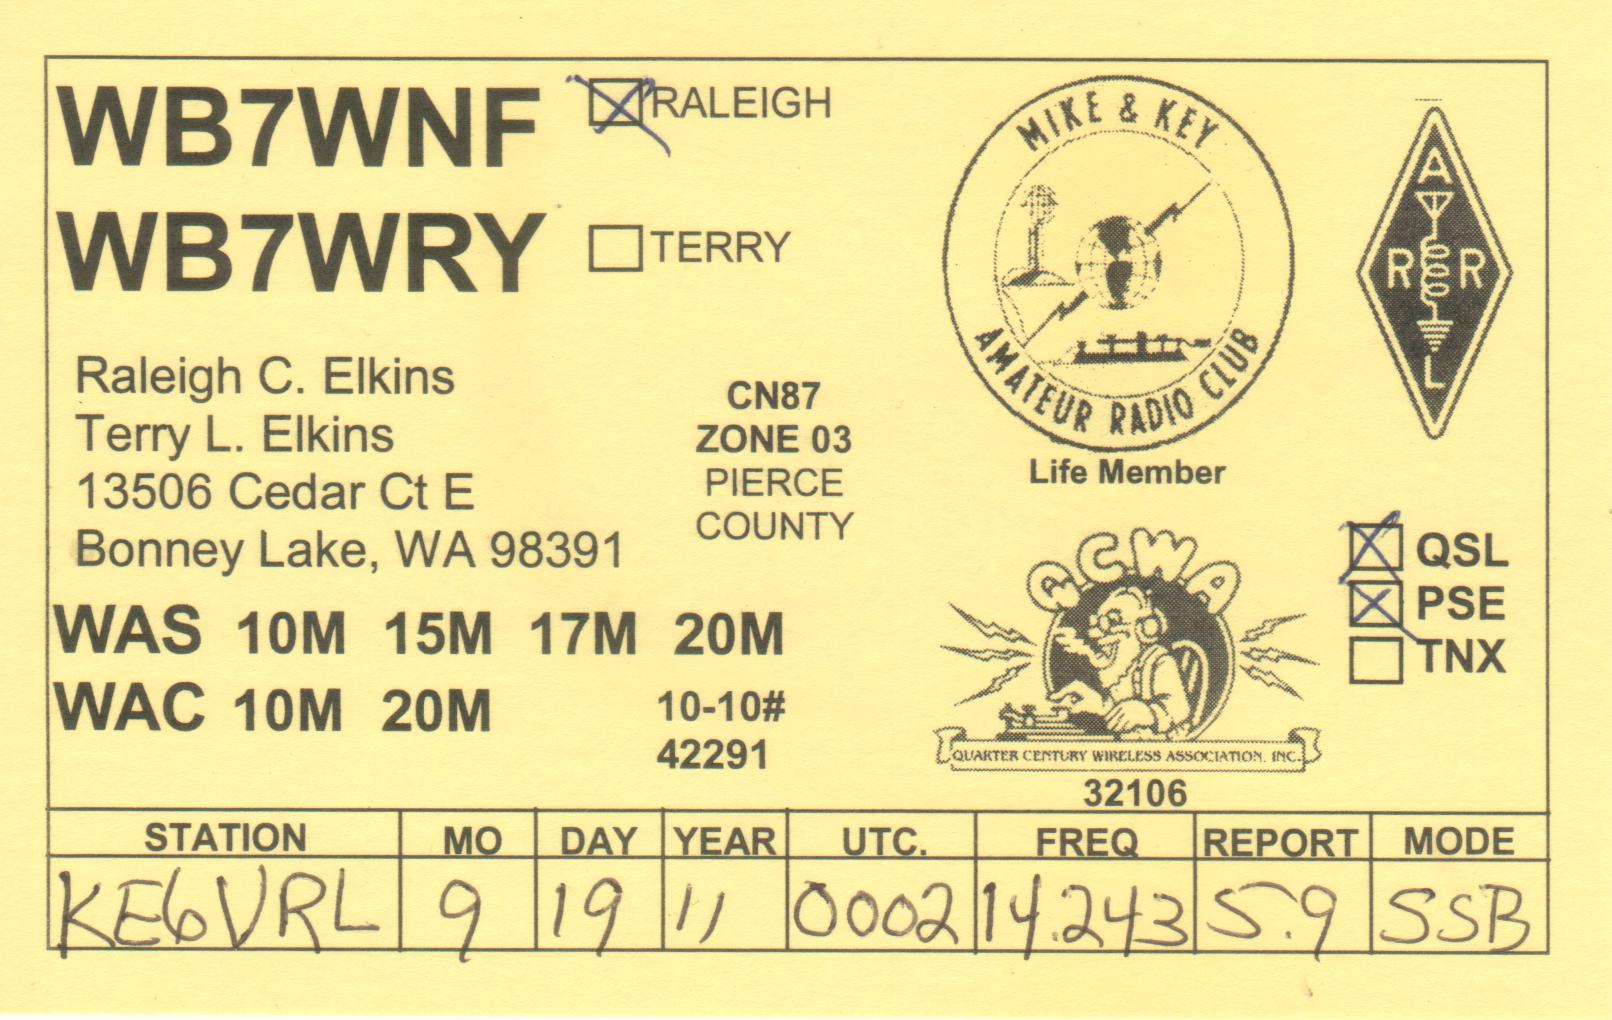 WB7WNF RALEIGH
WB7WRY TERRY
Raleigh C. Elkins
Terry L. Elkins
13506 Cedar Ct E
Bonney Lake, WA 98391
CN87
ZONE 03
PIERCE
COUNTY
WAS 10M 15M 17M 20M
WAC 10M 20M
10-10#
42291
MIKE & KEY
AMATEUR RADIO CLUB
Life Member
A
R R
L
QCWA
QUARTER CENTURY WIRELESS ASSOCIATION, INC.
32106
QSL
PSE
TNX
STATION MO DAY YEAR UTC. FREQ REPORT MODE
KE6VRL 9 19 11 0002 14.243 5.9 SSB